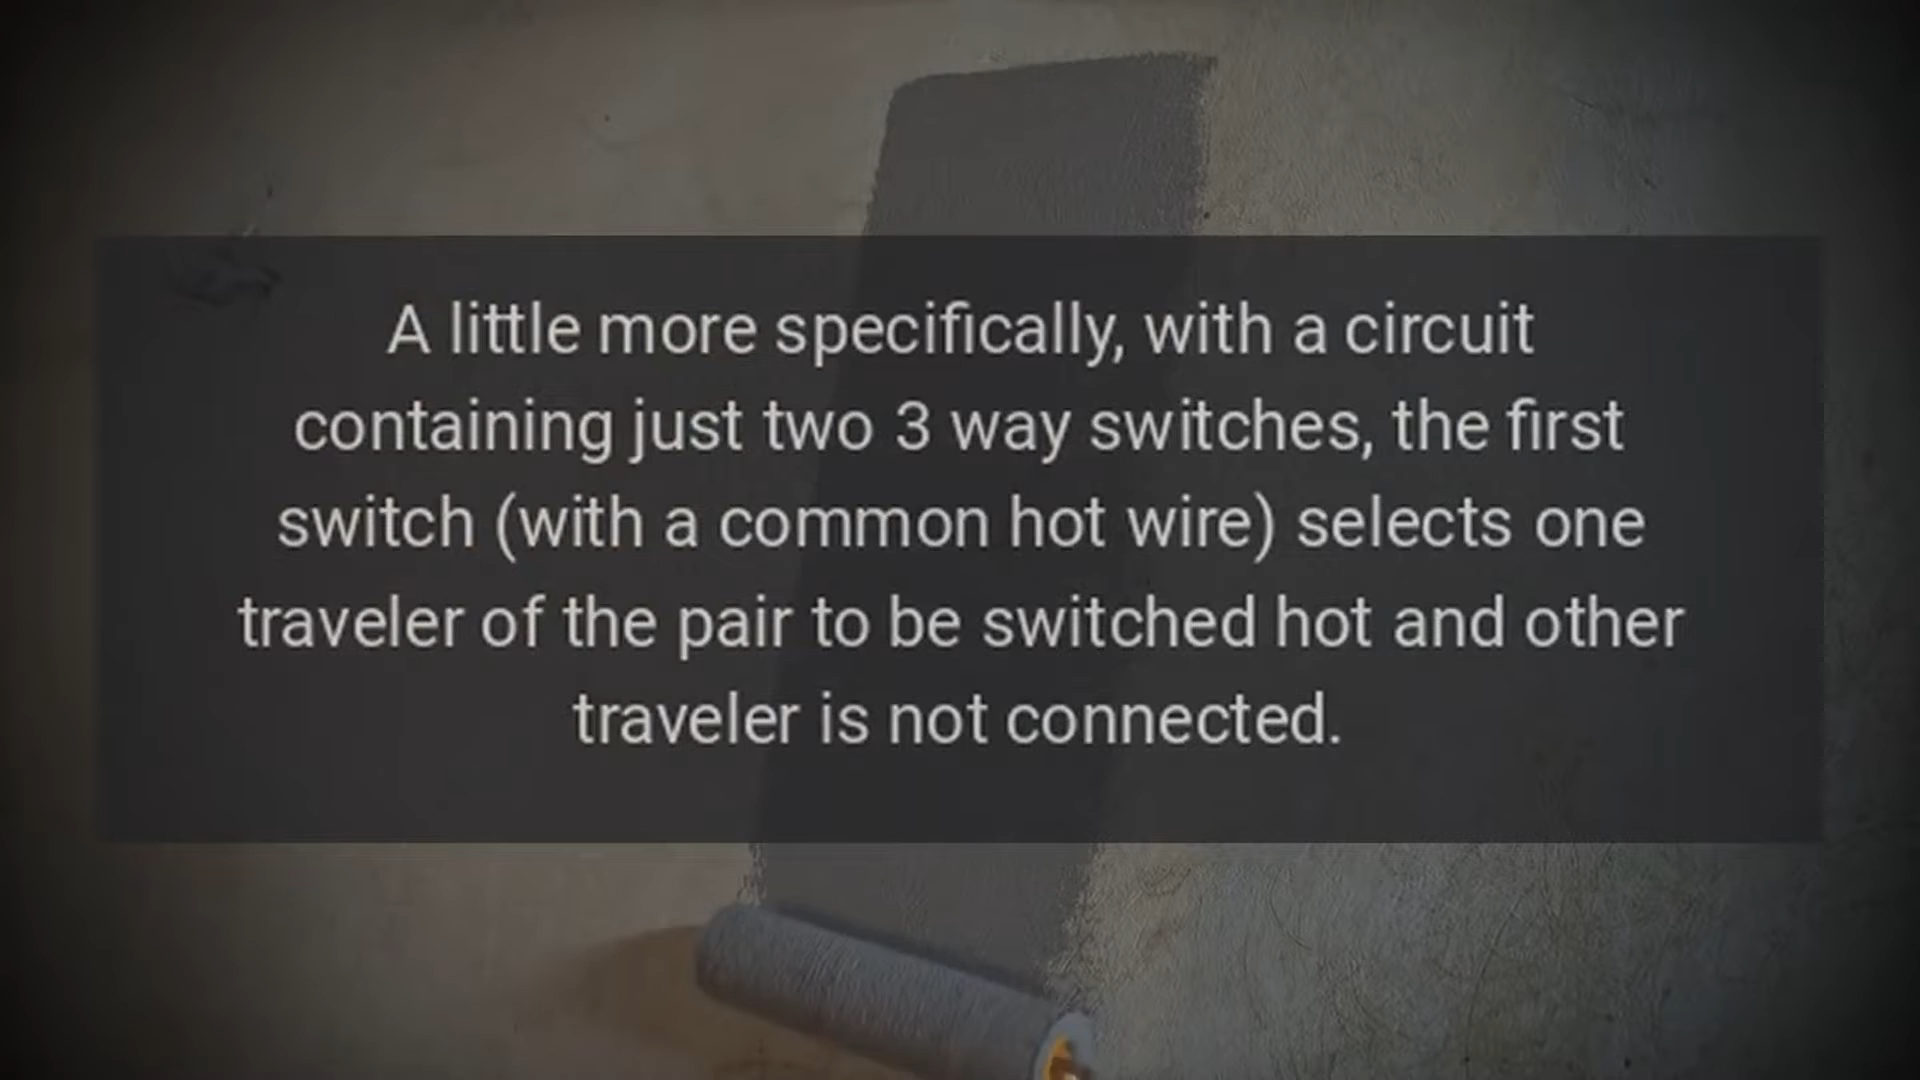 A little more specifically, with a circuit
containing just two 3 way switches, the first
switch (with a common hot wire) selects one
traveler of the pair to be switched hot and other
traveler is not connected.